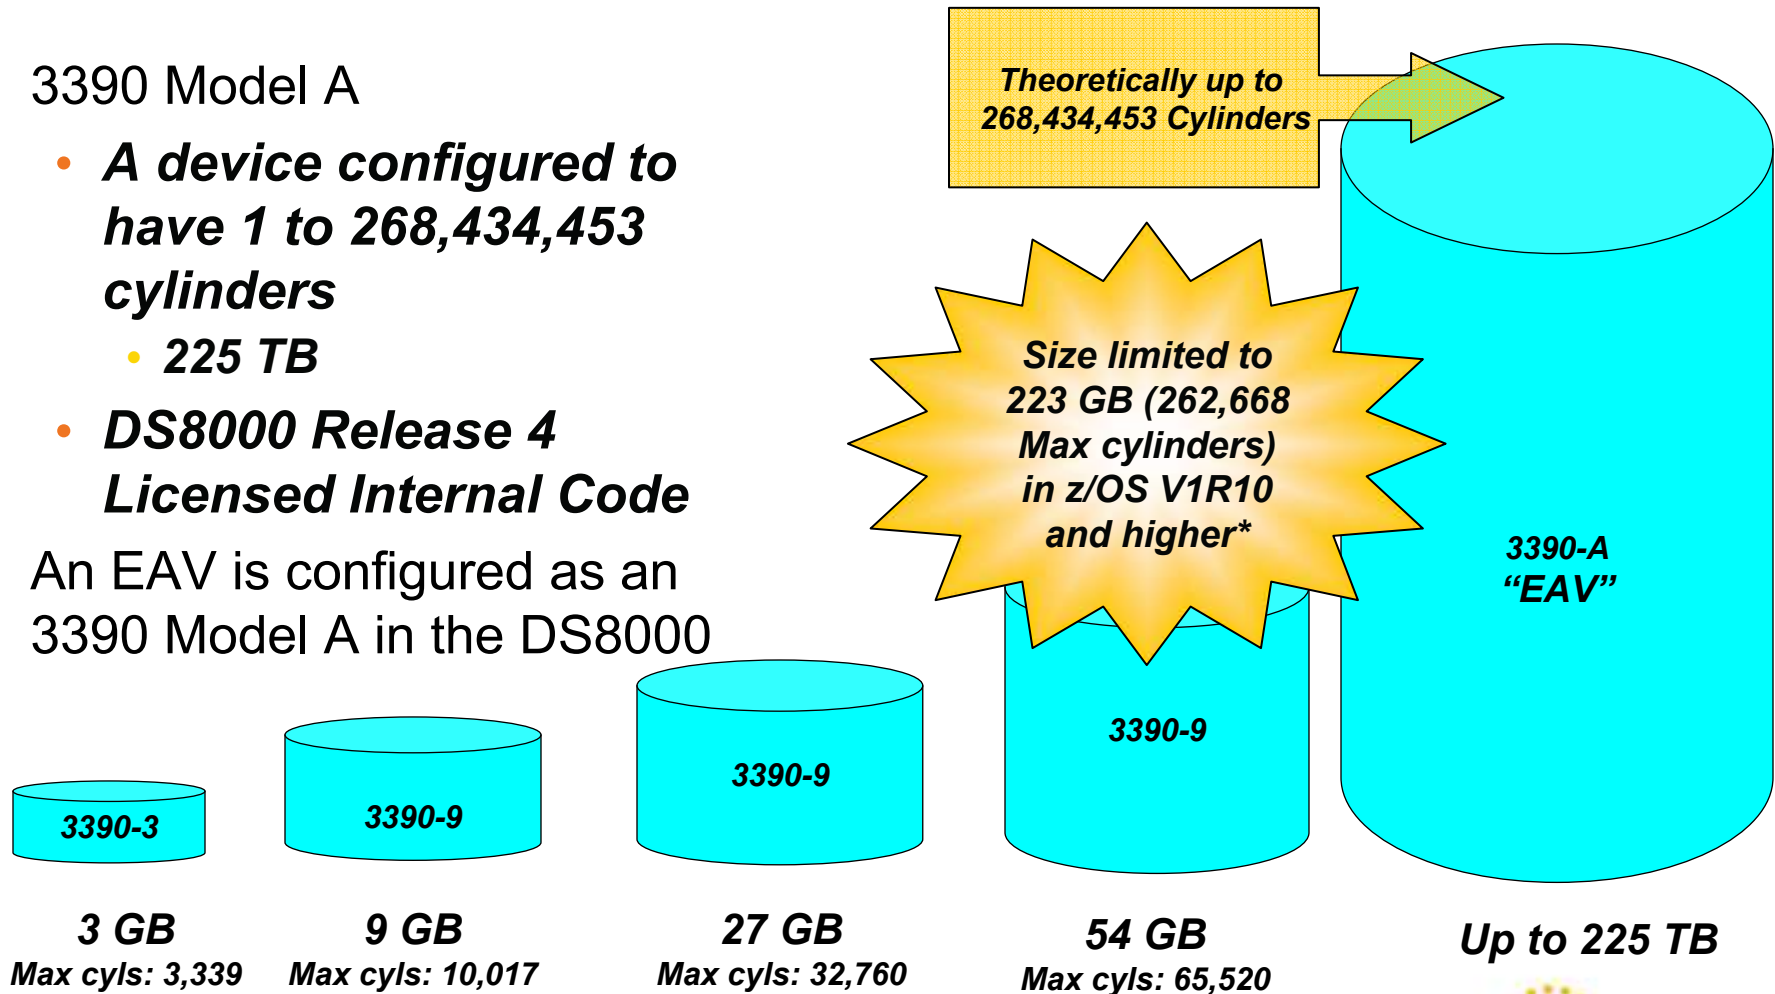 3390 Model A
• A device configured to
have 1 to 268,434,453
cylinders
• 225 TB
• DS8000 Release 4
Licensed Internal Code
An EAV is configured as an
3390 Model A in the DS8000
Theoretically up to
268,434,453 Cylinders
Size limited to
223 GB (262,668
Max cylinders)
in z/OS V1R10
and higher*
3390-3
3390-9
3390-9
3390-9
3390-A
“EAV”
3 GB
Max cyls: 3,339
9 GB
Max cyls: 10,017
27 GB
Max cyls: 32,760
54 GB
Max cyls: 65,520
Up to 225 TB